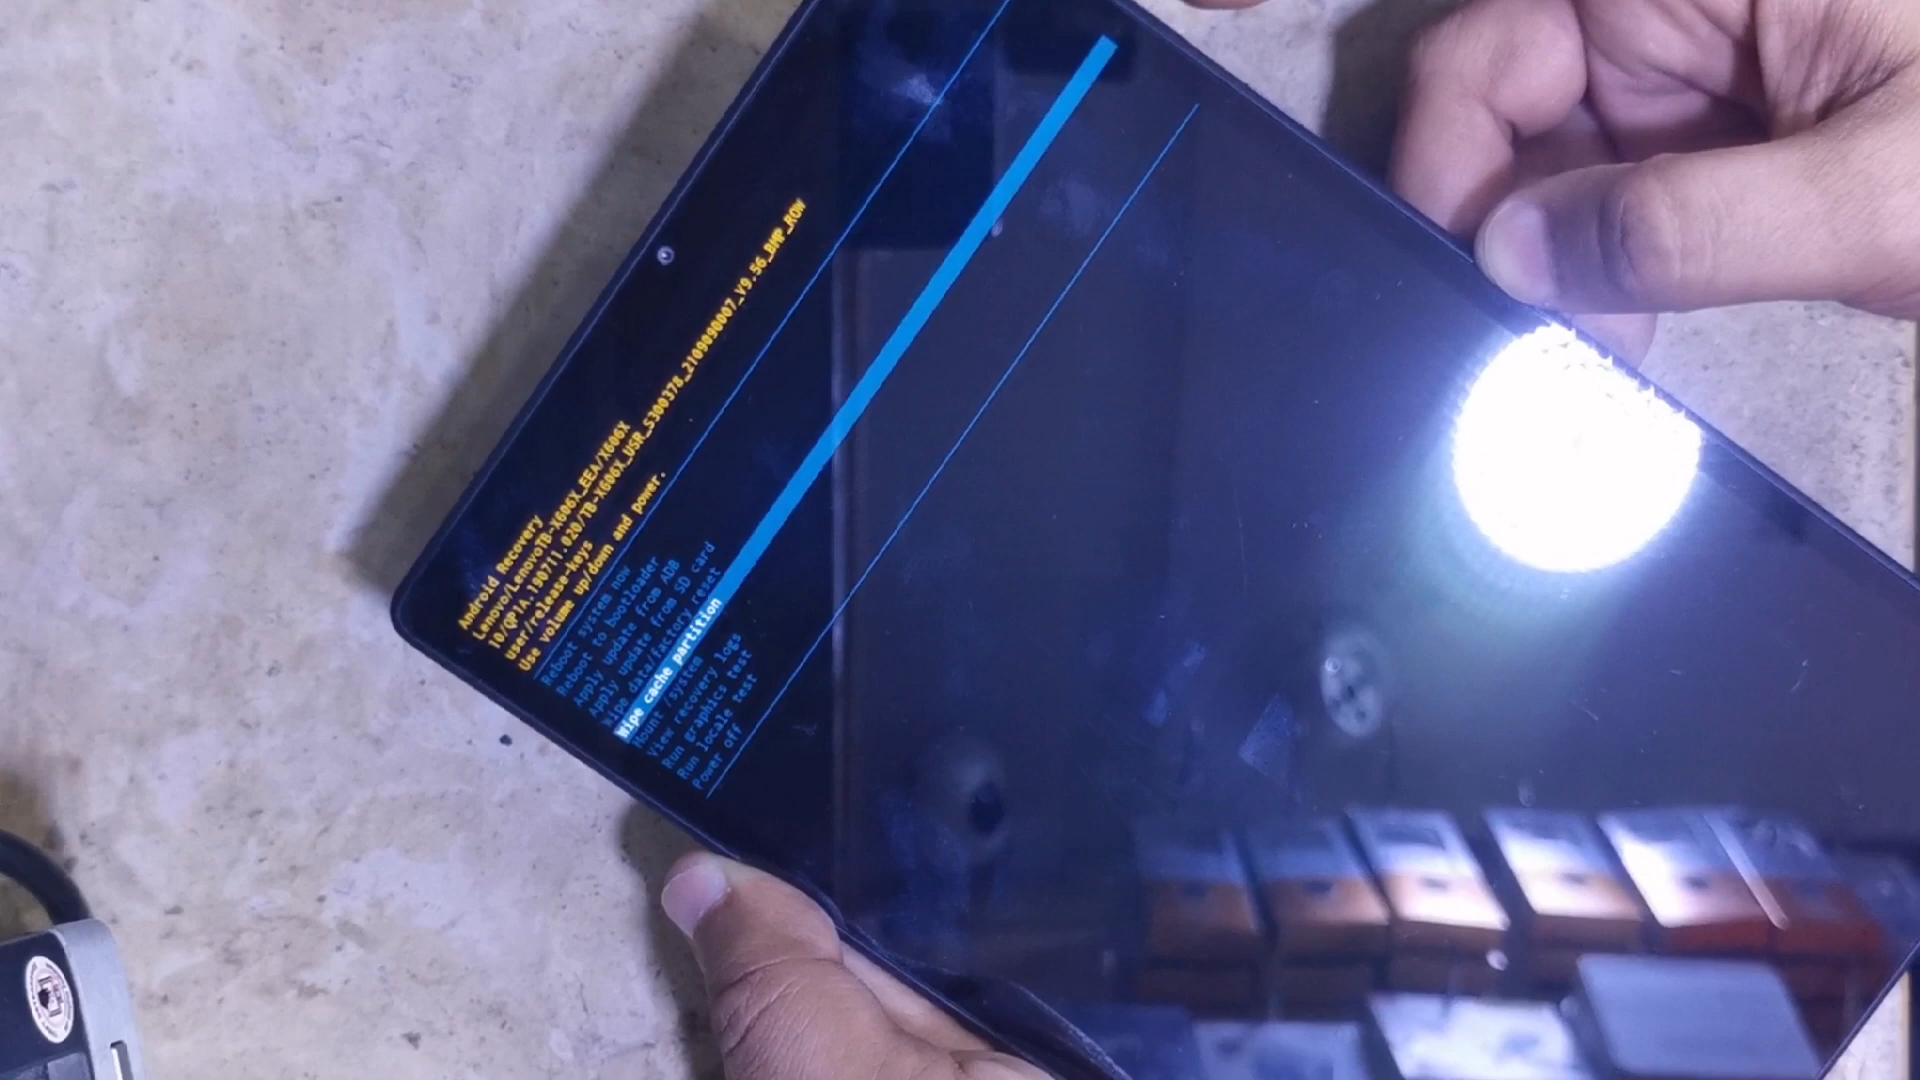 Android Recovery
Lenovo/LenovoTB-X606X_EEA/X606X
10/QP1A.190711.020/TB-X606X_USR_S300378_2109090007_V9.56_BMP_ROW
user/release-keys
Use volume up/down and power.
Reboot system now
Reboot to bootloader
Apply update from ADB
Apply update from SD card
Wipe data/factory reset
Wipe cache partition
Mount /system
View recovery logs
Run graphics test
Run locale test
Power off